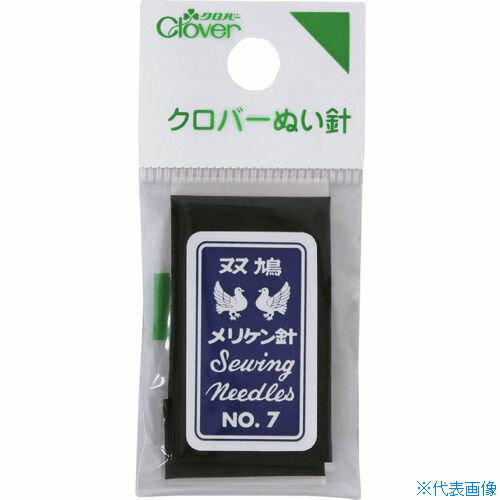 クロバー
Clover
クロバーぬい針
双鳩
メリケン針
Sewing
Needles
NO. 7
※代表画像